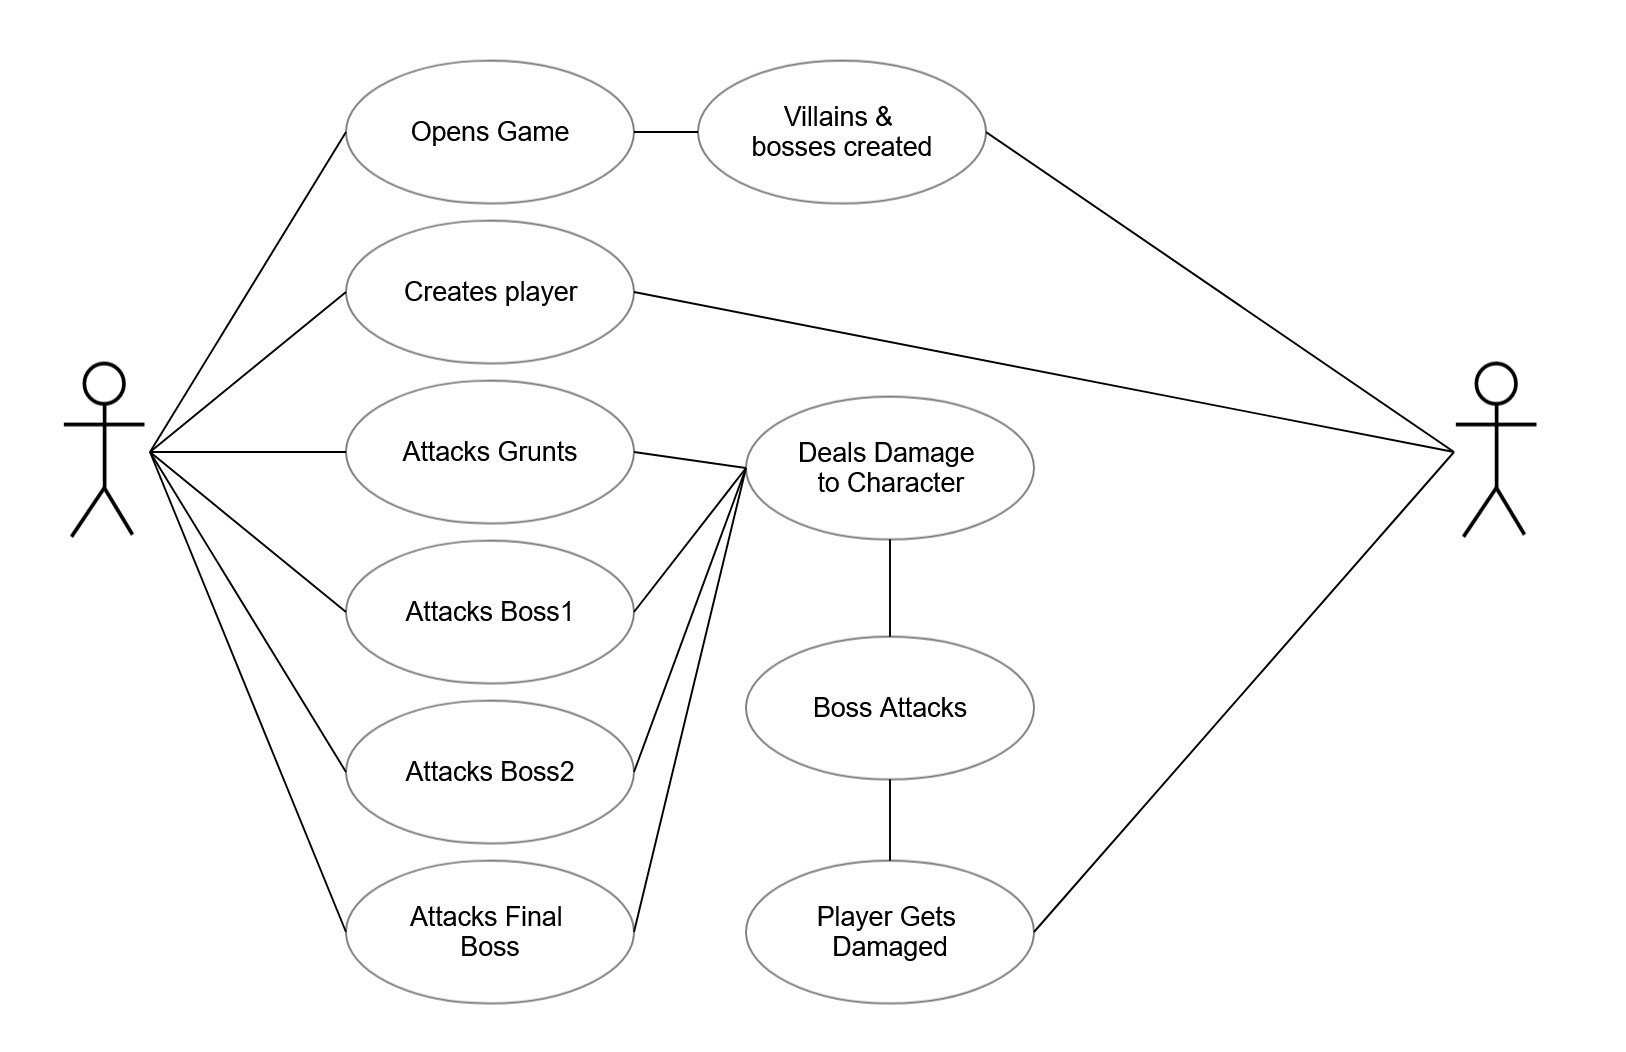 Opens Game
Villains &
bosses created
Creates player
Attacks Grunts
Deals Damage
to Character
Attacks Boss1
Boss Attacks
Attacks Boss2
Attacks Final
Boss
Player Gets
Damaged